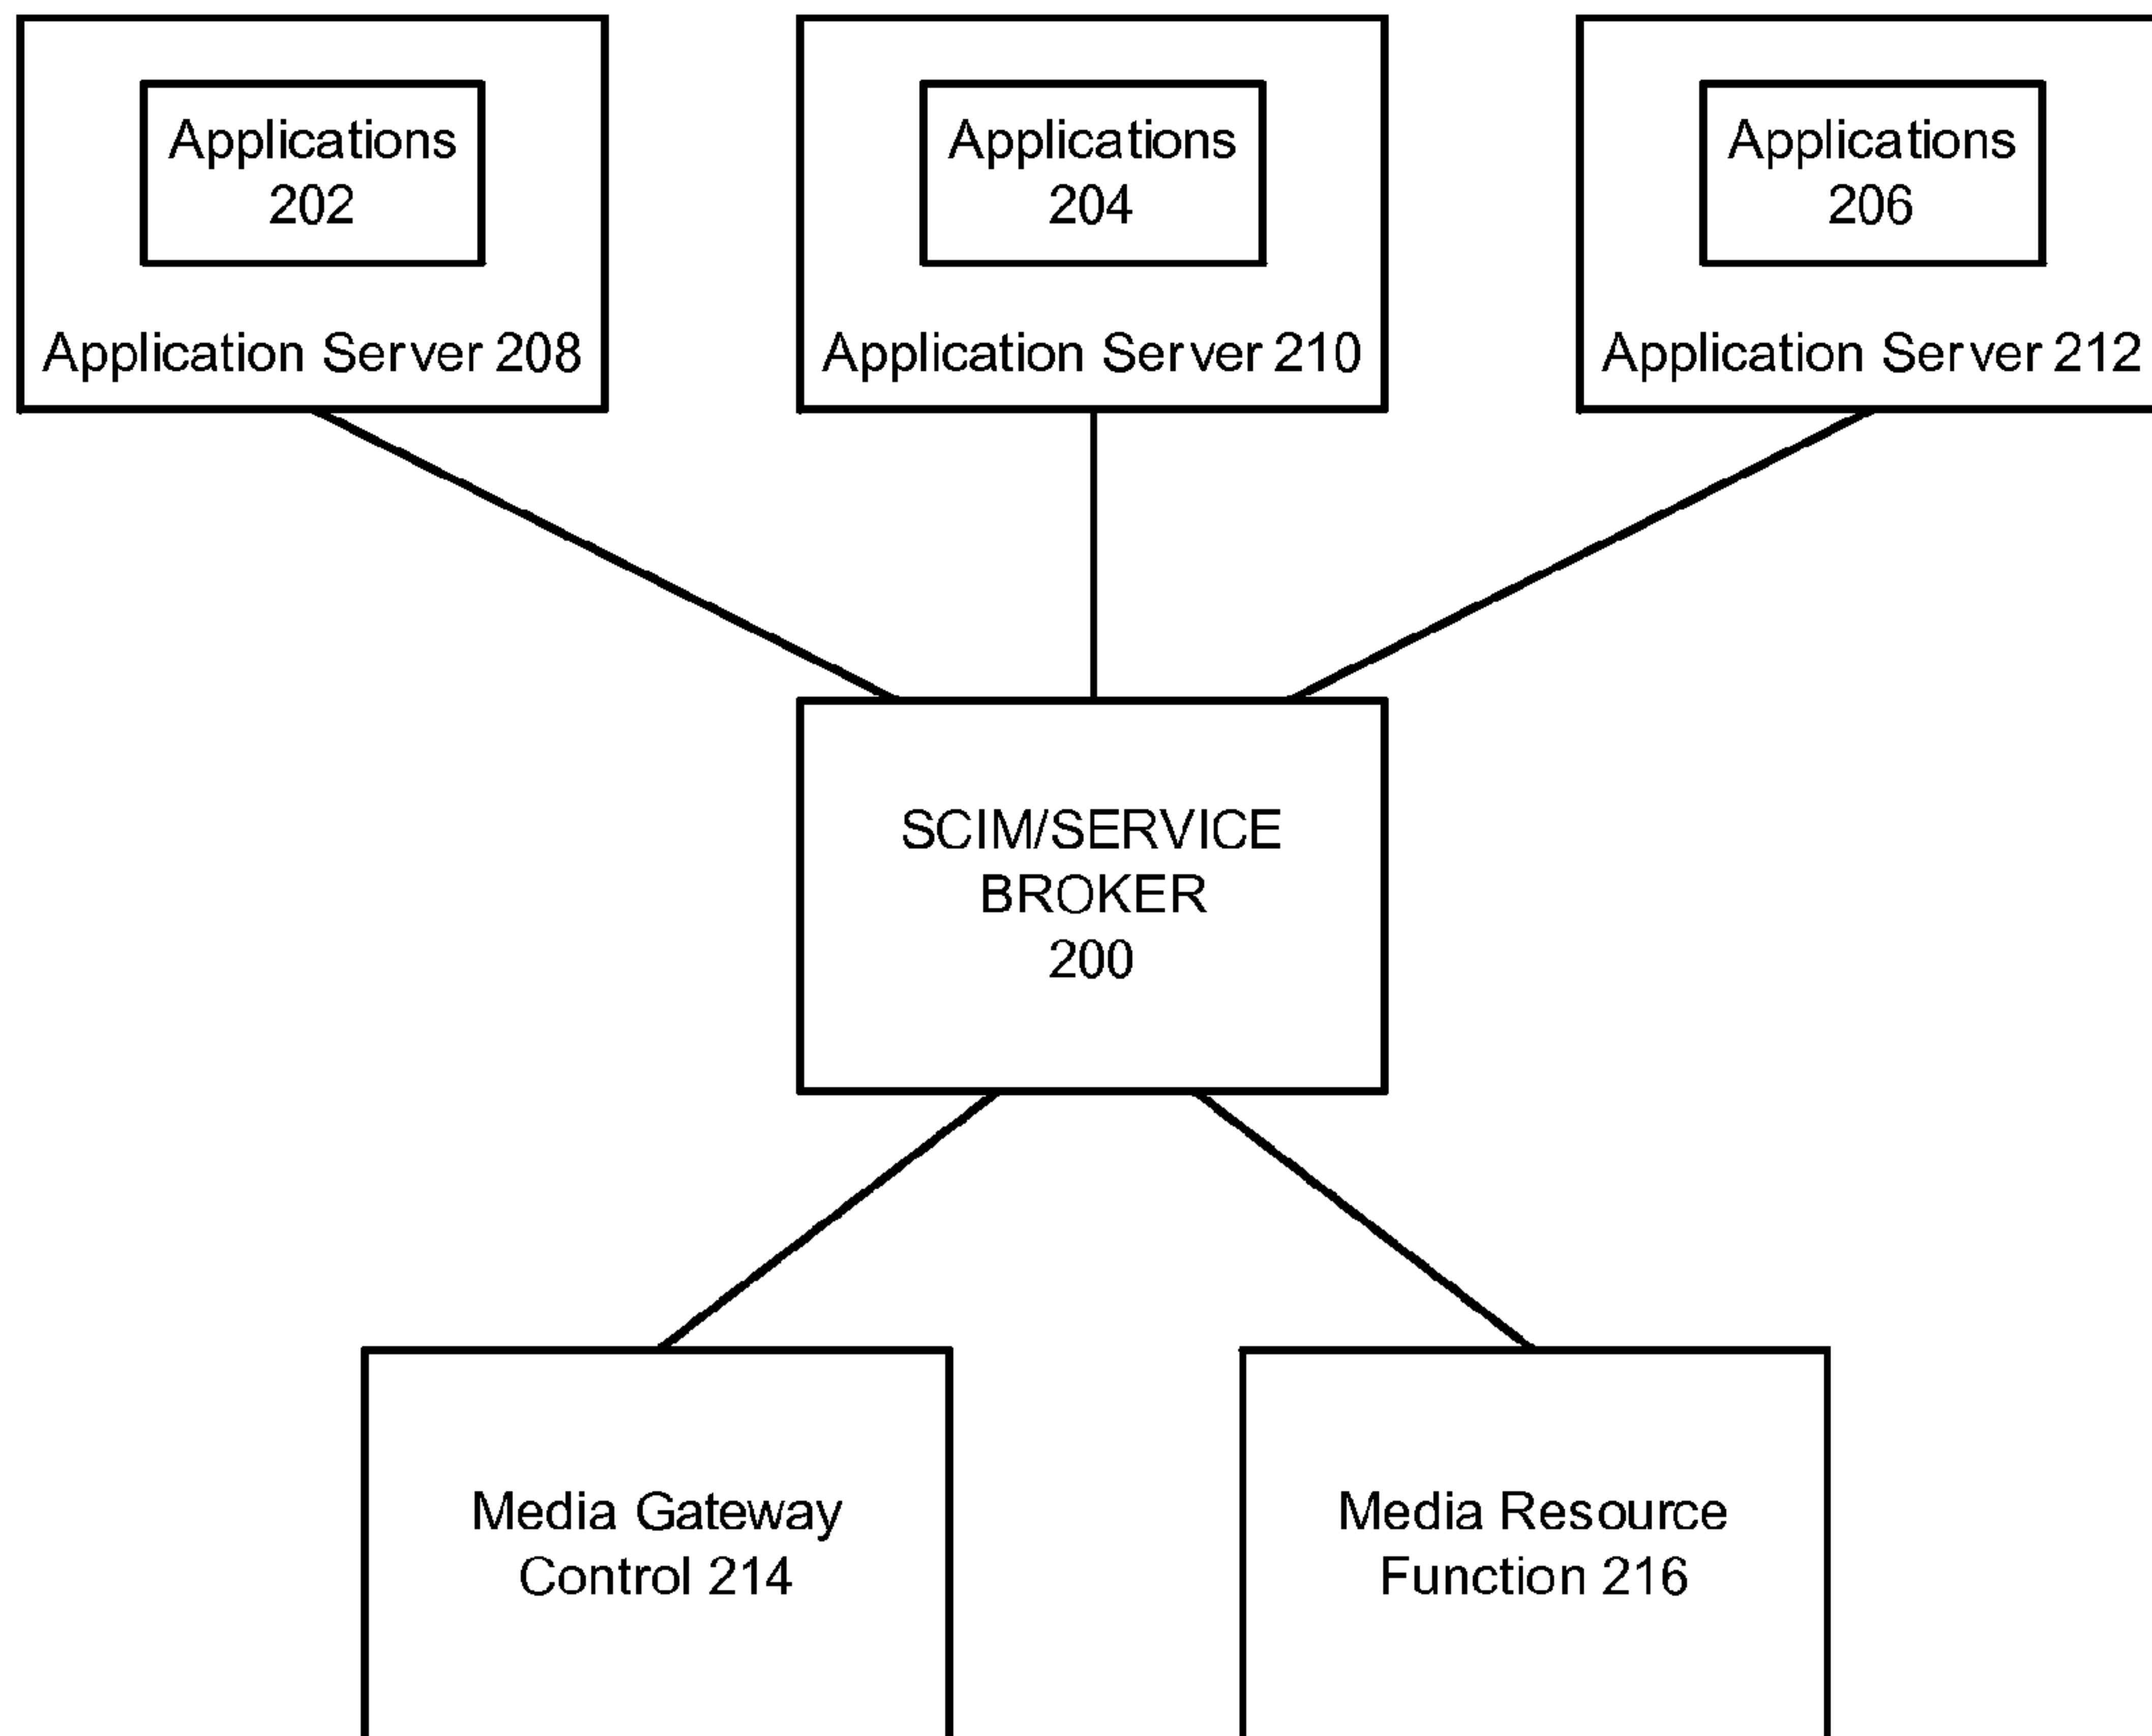 Applications
202
Application Server 208
Applications
204
Application Server 210
Applications
206
Application Server 212
SCIM/SERVICE
BROKER
200
Media Gateway
Control 214
Media Resource
Function 216